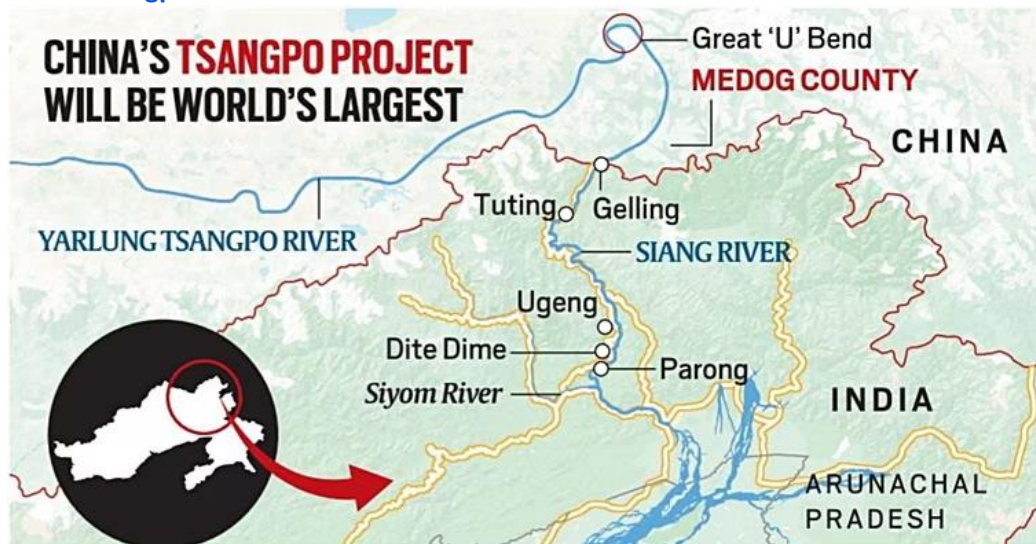 CHINA'S TSANGPO PROJECT
WILL BE WORLD'S LARGEST
Great 'U' Bend
MEDOG COUNTY
CHINA
Tuting
Gelling
YARLUNG TSANGPO RIVER
SIANG RIVER
Ugeng
Dite Dime
Parong
Siyom River
INDIA
ARUNACHAL
PRADESH